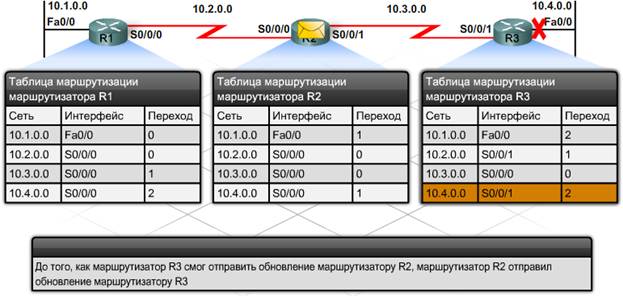 10.1.0.0 10.2.0.0 10.3.0.0 10.4.0.0
Fa0/0 S0/0/0 S0/0/1 Fa0/0
R1 S0/0/0 R2 S0/0/1 R3
Таблица маршрутизации маршрутизатора R1
Сеть Интерфейс Переход
10.1.0.0 Fa0/0 0
10.2.0.0 S0/0/0 0
10.3.0.0 S0/0/0 1
10.4.0.0 S0/0/0 2
Таблица маршрутизации маршрутизатора R2
Сеть Интерфейс Переход
10.1.0.0 Fa0/0 1
10.2.0.0 S0/0/0 0
10.3.0.0 S0/0/0 0
10.4.0.0 S0/0/0 1
Таблица маршрутизации маршрутизатора R3
Сеть Интерфейс Переход
10.1.0.0 Fa0/0 2
10.2.0.0 S0/0/1 1
10.3.0.0 S0/0/0 0
10.4.0.0 S0/0/1 2
До того, как маршрутизатор R3 смог отправить обновление маршрутизатору R2, маршрутизатор R2 отправил
обновление маршрутизатору R3